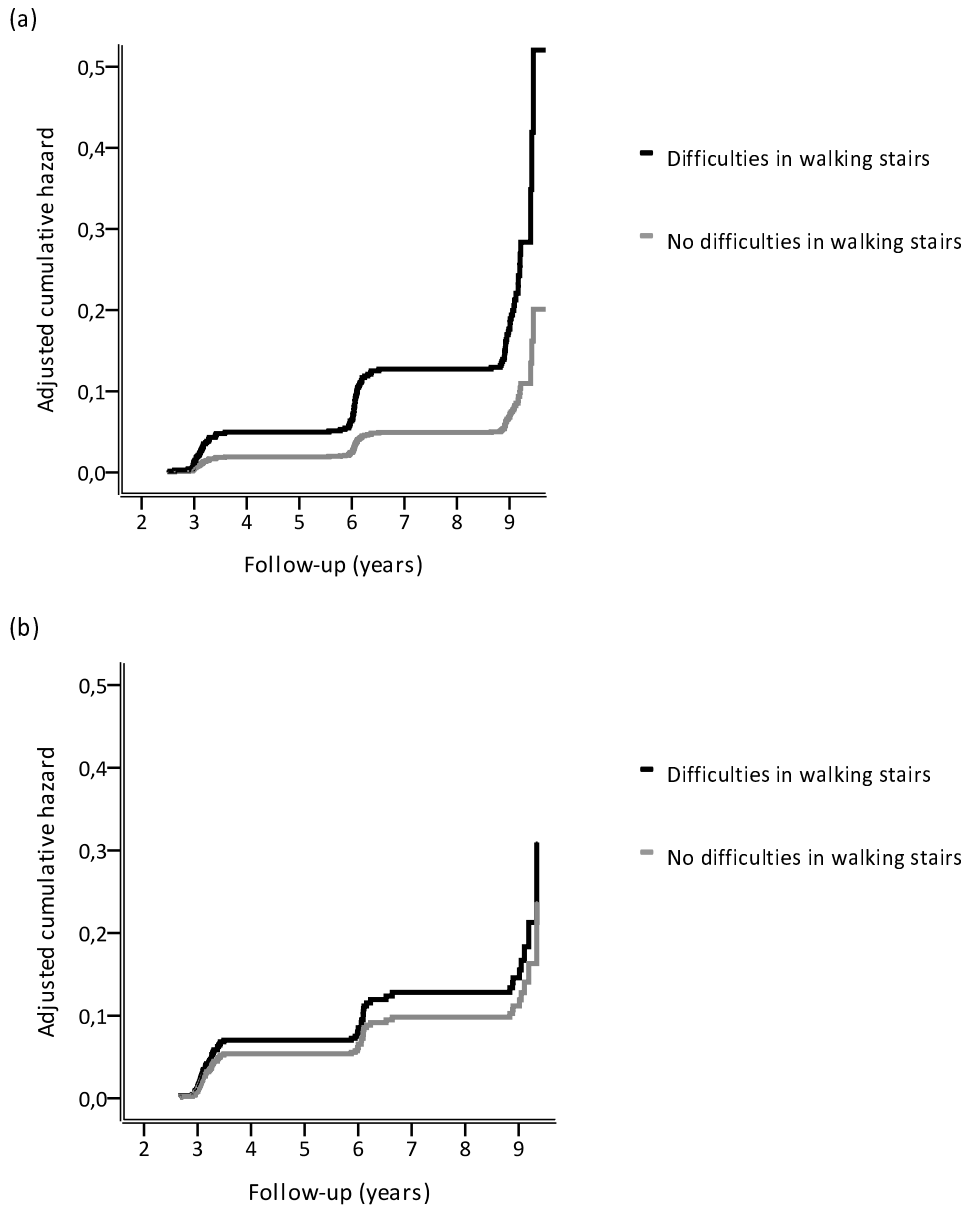 (a)
0,5
0,4
0,3
0,2
0,1
0,0
Adjusted cumulative hazard
2 3 4 5 6 7 8 9
Follow-up (years)
Difficulties in walking stairs
No difficulties in walking stairs
(b)
0,5
0,4
0,3
0,2
0,1
0,0
Adjusted cumulative hazard
2 3 4 5 6 7 8 9
Follow-up (years)
Difficulties in walking stairs
No difficulties in walking stairs